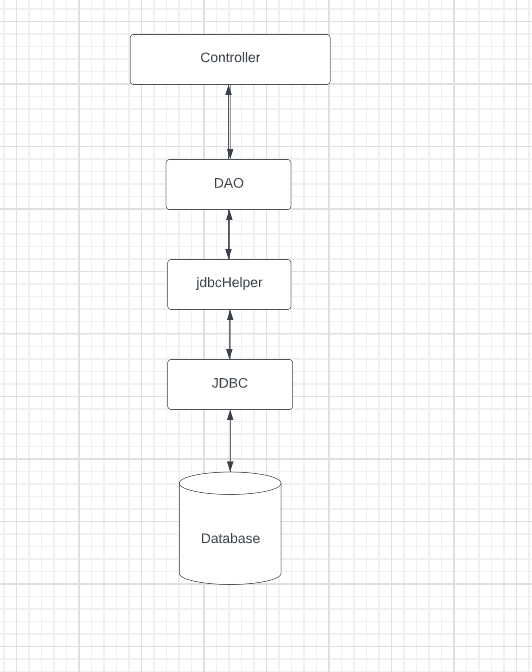 Controller
DAO
jdbcHelper
JDBC
Database